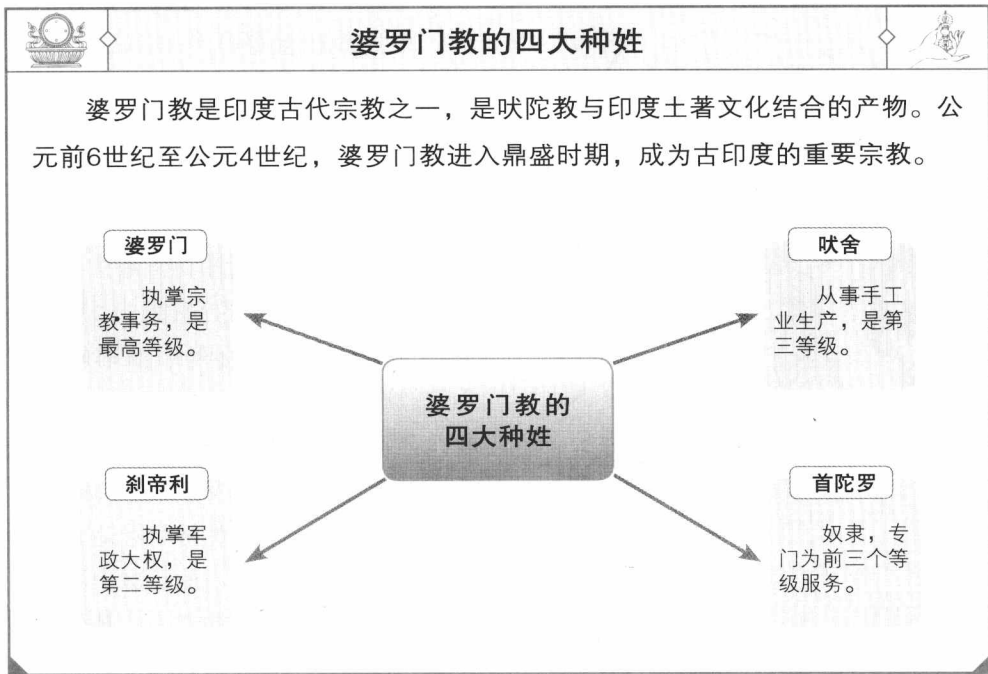 婆罗门教的四大种姓
婆罗门教是印度古代宗教之一，是吠陀教与印度土著文化结合的产物。公
元前6世纪至公元4世纪，婆罗门教进入鼎盛时期，成为古印度的重要宗教。
婆罗门
执掌宗
教事务，是
最高等级。
吠舍
从事手工
业生产，是第
三等级。
婆罗门教的
四大种姓
刹帝利
执掌军
政大权，是
第二等级。
首陀罗
奴隶，专
门为前三个等
级服务。